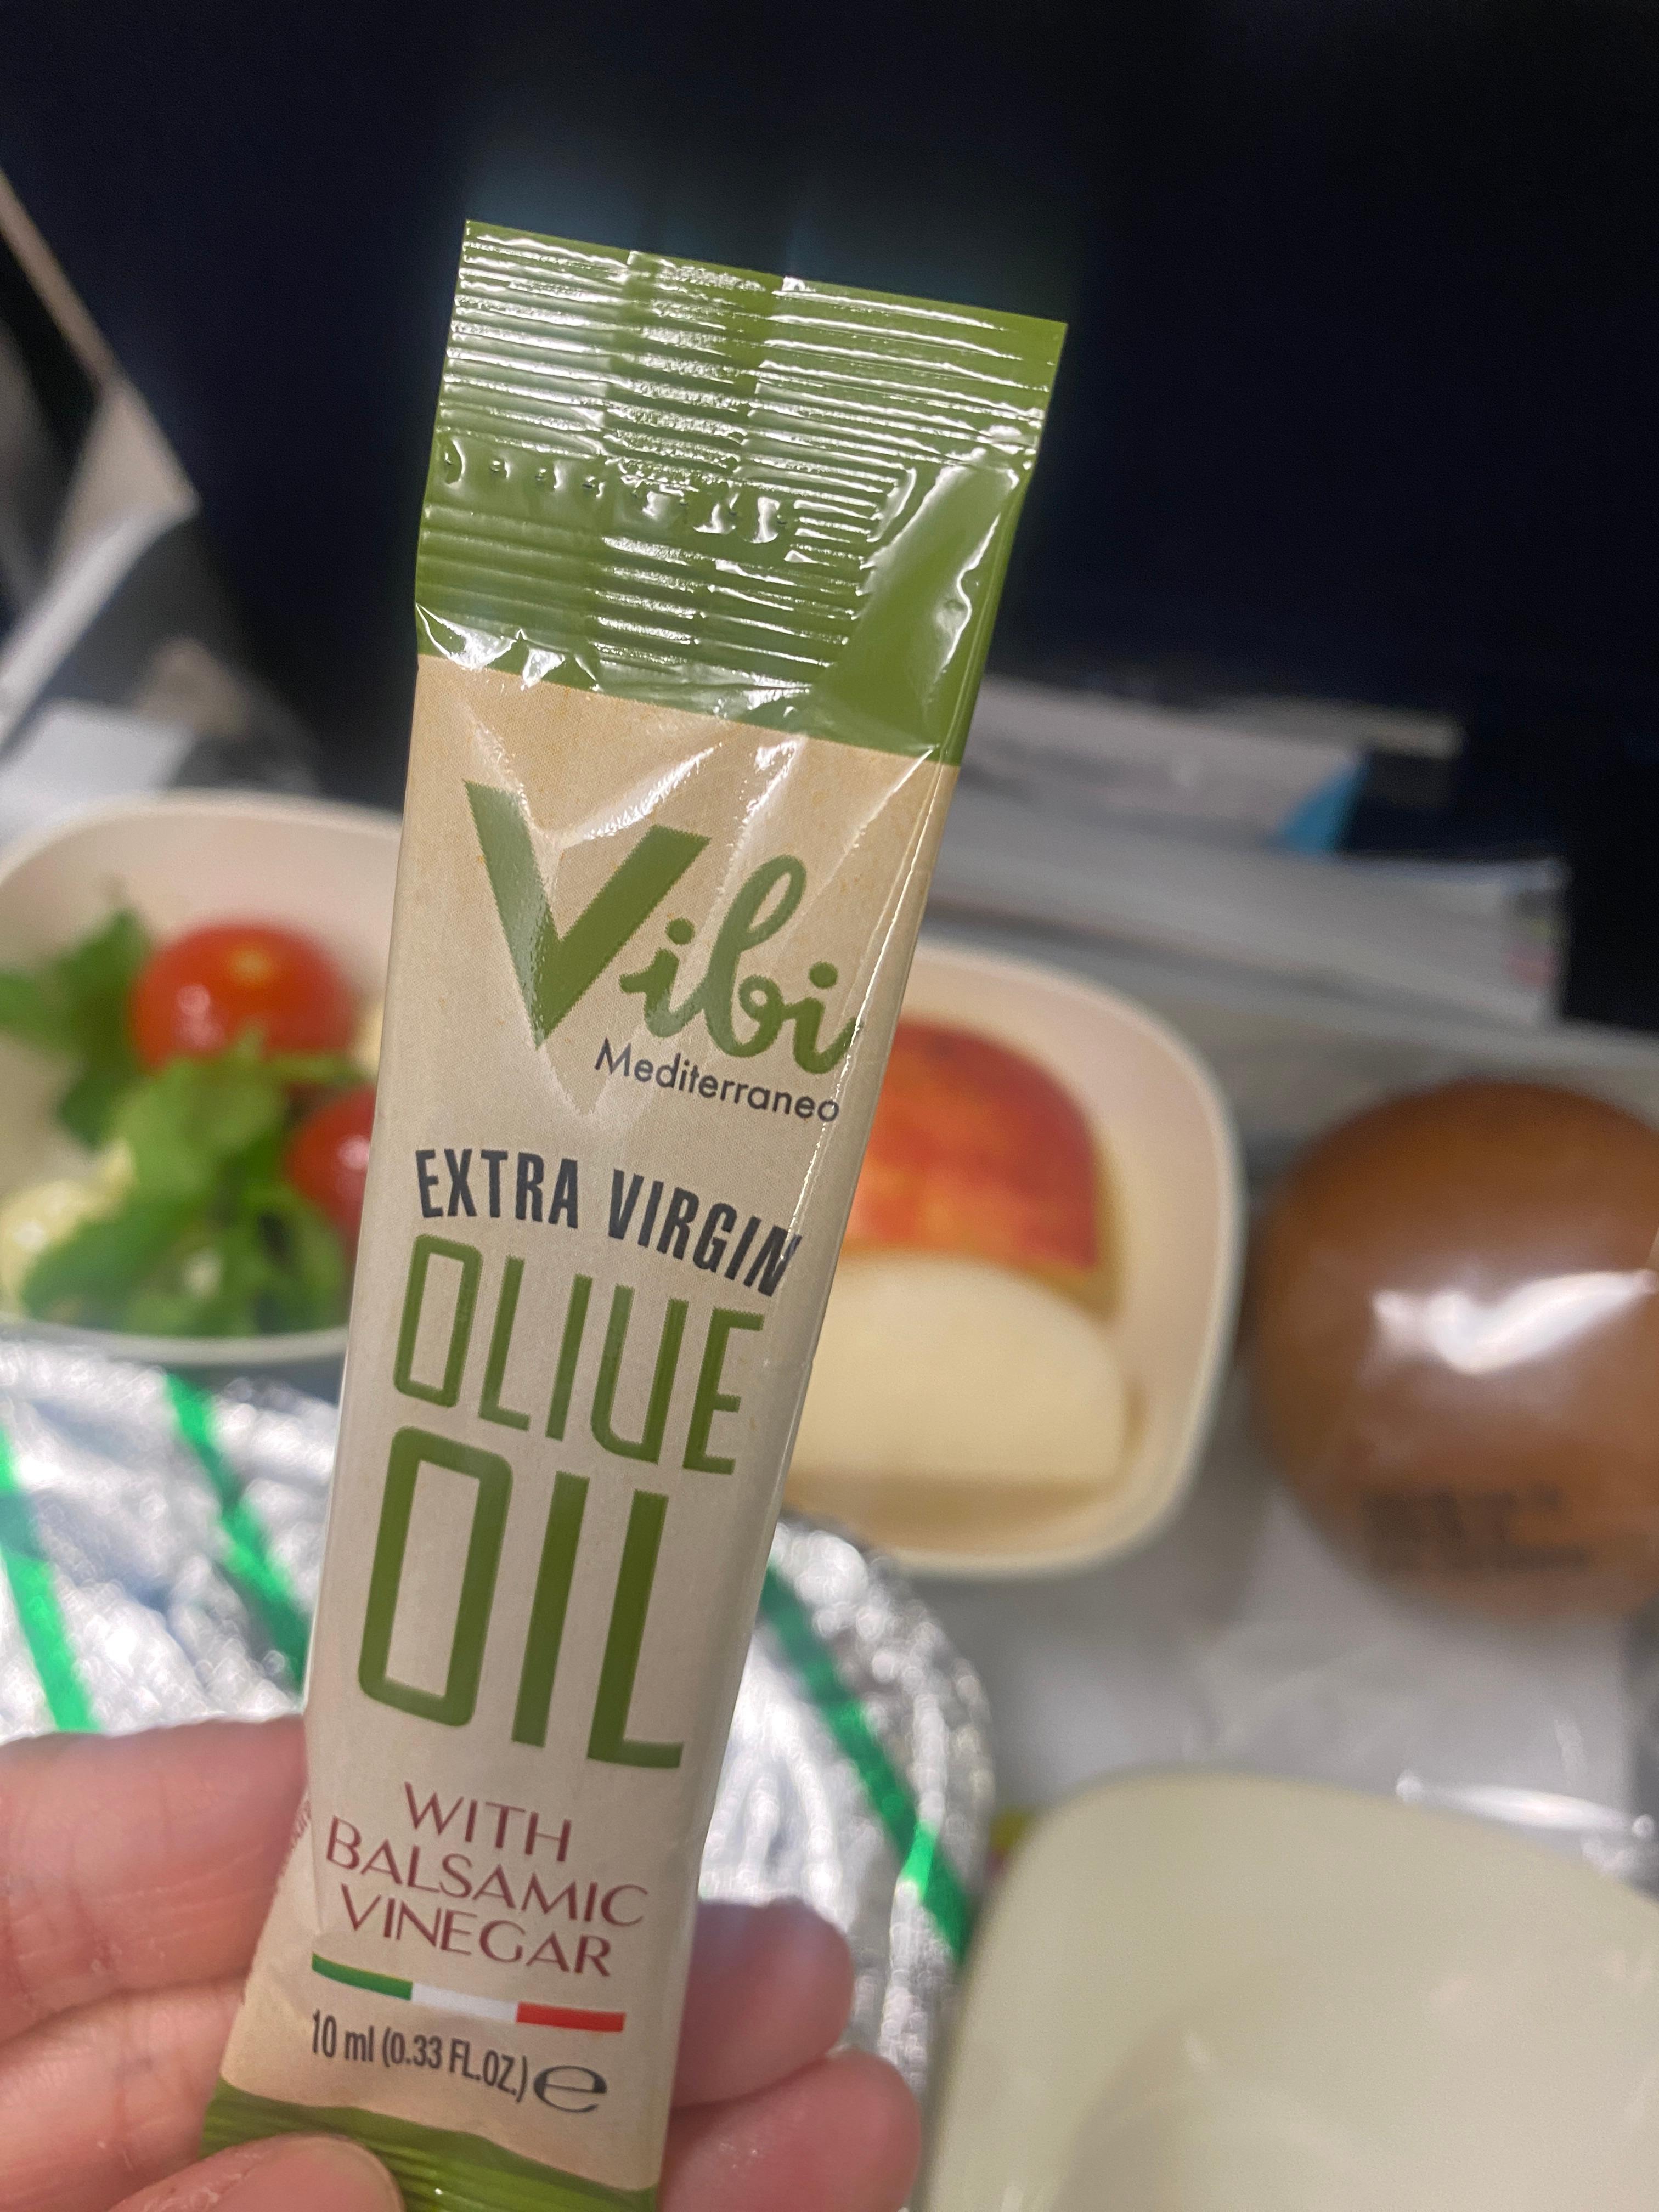 Vibi
Mediterraneo
EXTRA VIRGIN
OLIVE
OIL
WITH
BALSAMIC
VINEGAR
10 ml (0.33 FL.OZ.) ℮